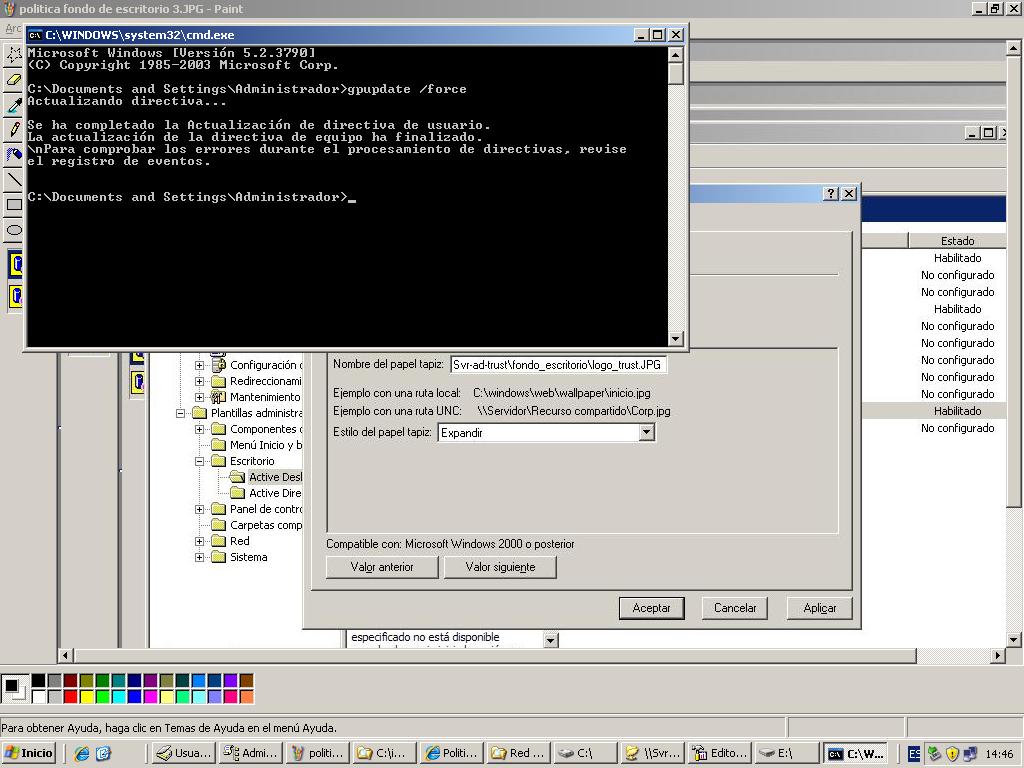 politica fondo de escritorio 3.JPG - Paint
C:\WINDOWS\system32\cmd.exe
Microsoft Windows [Versión 5.2.3790]
(C) Copyright 1985-2003 Microsoft Corp.
C:\Documents and Settings\Administrador>gpupdate /force
Actualizando directiva...
Se ha completado la Actualización de directiva de usuario.
La actualización de la directiva de equipo ha finalizado.
\nPara comprobar los errores durante el procesamiento de directivas, revise
el registro de eventos.
C:\Documents and Settings\Administrador>_
Estado
Habilitado
No configurado
No configurado
Habilitado
No configurado
No configurado
No configurado
No configurado
No configurado
Habilitado
No configurado
Configuración
Redireccionami
Mantenimiento
Plantillas administra
Componentes
Menú Inicio y b
Escritorio
Active Desl
Active Dire
Panel de contr
Carpetas comp
Red
Sistema
Nombre del papel tapiz: Svr-ad-trust\fondo_escritorio\logo_trust.JPG
Ejemplo con una ruta local: C:\windows\web\wallpaper\inicio.jpg
Ejemplo con una ruta UNC: \\Servidor\Recurso compartido\Corp.jpg
Estilo del papel tapiz: Expandir
Compatible con: Microsoft Windows 2000 o posterior
Valor anterior Valor siguiente
Aceptar Cancelar Aplicar
especificado no está disponible
Para obtener Ayuda, haga clic en Temas de Ayuda en el menú Ayuda.
Inicio Usua... Admi... politi... C:\i... Politi... Red ... C:\ \\Svr... Edito... E:\ C:\W... ES 14:46